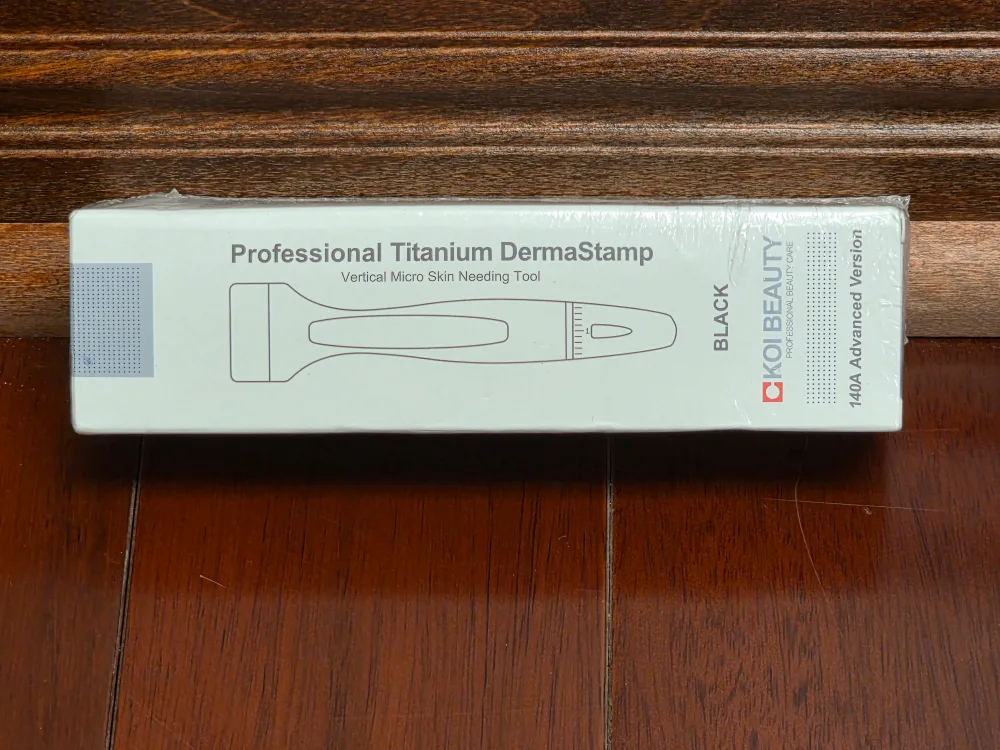 Professional Titanium DermaStamp
Vertical Micro Skin Needing Tool
BLACK
KOI BEAUTY
PROFESSIONAL BEAUTY CARE
140A Advanced Version